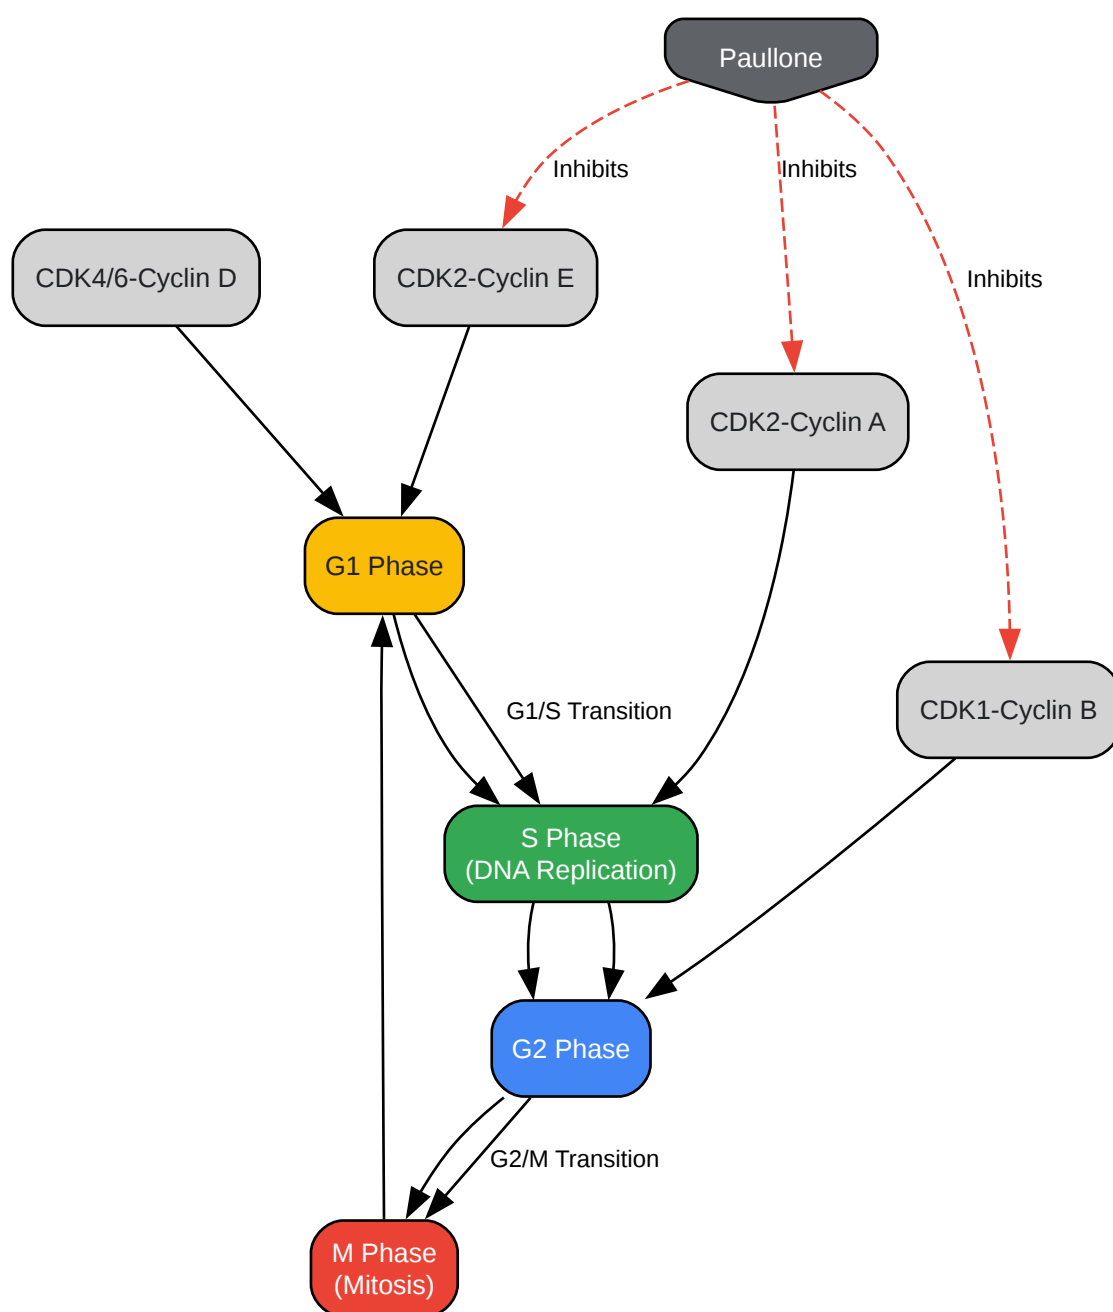 Paullone
Inhibits
Inhibits
Inhibits
CDK4/6-Cyclin D
CDK2-Cyclin E
CDK2-Cyclin A
G1 Phase
G1/S Transition
CDK1-Cyclin B
S Phase
(DNA Replication)
G2 Phase
G2/M Transition
M Phase
(Mitosis)